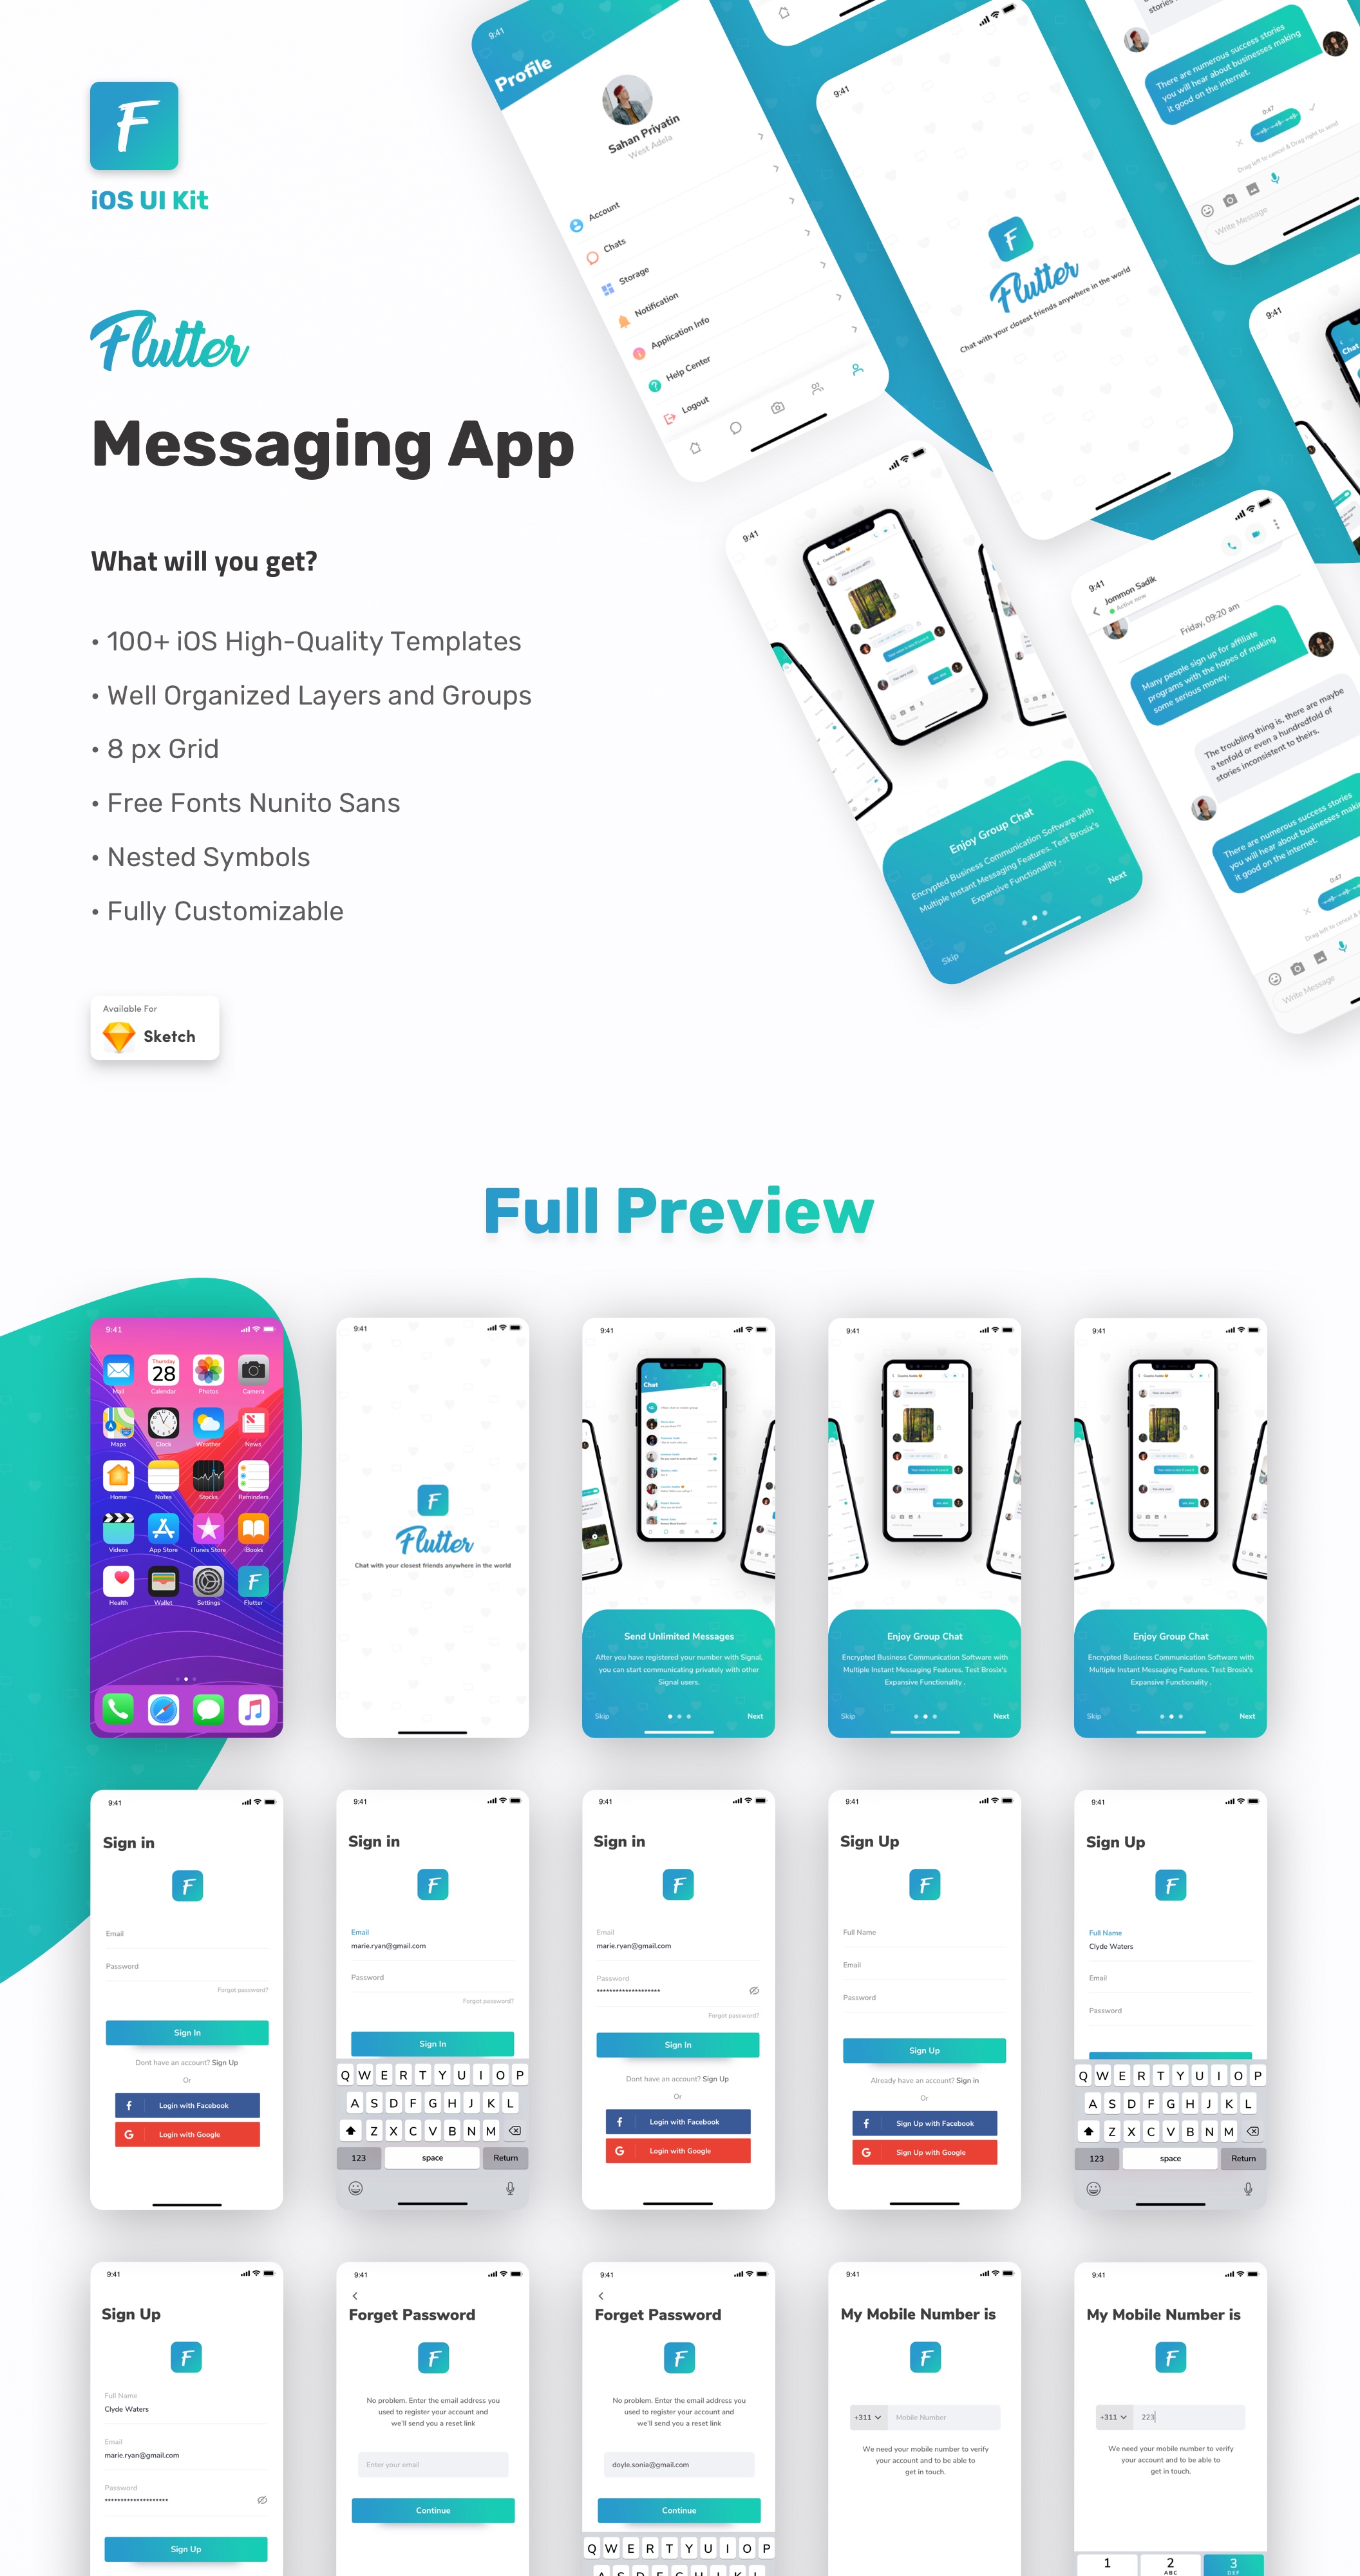 F
iOS UI Kit
Flutter
Messaging App
What will you get?
• 100+ iOS High-Quality Templates
• Well Organized Layers and Groups
• 8 px Grid
• Free Fonts Nunito Sans
• Nested Symbols
• Fully Customizable
Available For
Sketch
9:41
Profile
Sahan Priyatin
West Adela
Account
Chats
Storage
Notification
Application Info
Help Center
Logout
9:41
F
Flutter
Chat with your closest friends anywhere in the world
There are numerous success stories
you will hear about businesses making
it good on the internet.
0:47
Drag left to cancel & Drag right to send
Write Message
9:41
9:41
Enjoy Group Chat
Encrypted Business Communication Software with
Multiple Instant Messaging Features. Test Brosix's
Expansive Functionality .
Skip
Next
9:41
Jommon Sadik
Active now
Friday, 09:20 am
Many people sign up for affiliate
programs with the hopes of making
some serious money.
The troubling thing is, there are maybe
a tenfold or even a hundredfold of
stories inconsistent to theirs.
There are numerous success stories
you will hear about businesses
it good on the internet.
0:47
Drag left to cancel &
Write Message
Full Preview
9:41
Mail
Thursday
28
Calendar
Photos
Camera
Maps
Clock
Weather
News
Home
Notes
Stocks
Reminders
Videos
App Store
iTunes Store
iBooks
Health
Wallet
Settings
F
Flutter
9:41
F
Flutter
Chat with your closest friends anywhere in the world
9:41
Chat
Send Unlimited Messages
After you have registered your number with Signal,
you can start communicating privately with other
Signal users.
Skip
Next
9:41
Enjoy Group Chat
Encrypted Business Communication Software with
Multiple Instant Messaging Features. Test Brosix's
Expansive Functionality .
Skip
Next
9:41
Enjoy Group Chat
Encrypted Business Communication Software with
Multiple Instant Messaging Features. Test Brosix's
Expansive Functionality .
Skip
Next
9:41
Sign in
F
Email
Password
Forgot password?
Sign In
Dont have an account? Sign Up
Or
Login with Facebook
Login with Google
9:41
Sign in
F
Email
marie.ryan@gmail.com
Password
Forgot password?
Sign In
Q W E R T Y U I O P
A S D F G H J K L
Z X C V B N M
123 space Return
9:41
Sign in
F
Email
marie.ryan@gmail.com
Password
Forgot password?
Sign In
Dont have an account? Sign Up
Or
Login with Facebook
Login with Google
9:41
Sign Up
F
Full Name
Email
Password
Sign Up
Already have an account? Sign in
Or
Sign Up with Facebook
Sign Up with Google
9:41
Sign Up
F
Full Name
Clyde Waters
Email
Password
Q W E R T Y U I O P
A S D F G H J K L
Z X C V B N M
123 space Return
9:41
Sign Up
F
Full Name
Clyde Waters
Email
marie.ryan@gmail.com
Password
Sign Up
9:41
Forget Password
F
No problem. Enter the email address you
used to register your account and
we'll send you a reset link
Enter your email
Continue
9:41
Forget Password
F
No problem. Enter the email address you
used to register your account and
we'll send you a reset link
doyle.sonia@gmail.com
Continue
Q W E R T Y U I O P
9:41
My Mobile Number is
F
+311
Mobile Number
We need your mobile number to verify
your account and to be able to
get in touch.
9:41
My Mobile Number is
F
+311
223
We need your mobile number to verify
your account and to be able to
get in touch.
1 2 3
ABC DEF